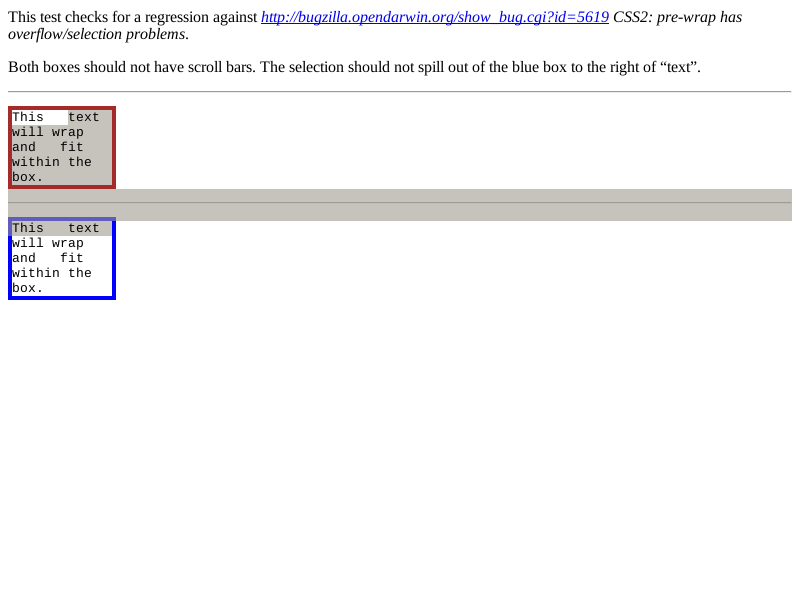 This test checks for a regression against http://bugzilla.opendarwin.org/show_bug.cgi?id=5619 CSS2: pre-wrap has
overflow/selection problems.
Both boxes should not have scroll bars. The selection should not spill out of the blue box to the right of “text”.
This   text
will wrap
and   fit
within the
box.
This   text
will wrap
and   fit
within the
box.